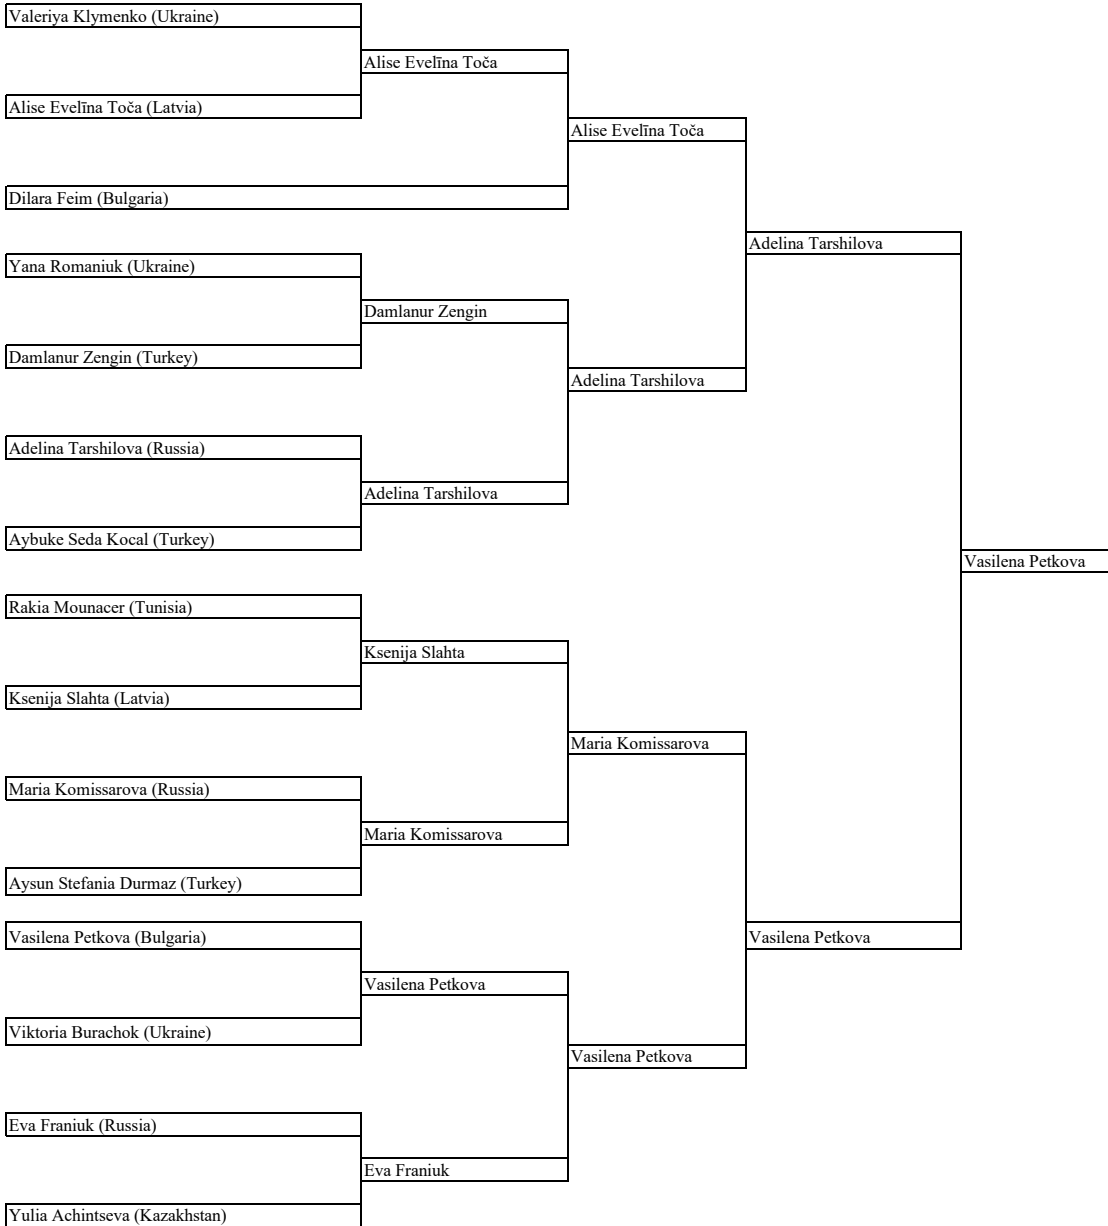 Valeriya Klymenko (Ukraine)
Alise Evelīna Toča
Alise Evelīna Toča (Latvia)
Alise Evelīna Toča
Dilara Feim (Bulgaria)
Adelina Tarshilova
Yana Romaniuk (Ukraine)
Damlanur Zengin
Damlanur Zengin (Turkey)
Adelina Tarshilova
Adelina Tarshilova (Russia)
Adelina Tarshilova
Aybuke Seda Kocal (Turkey)
Vasilena Petkova
Rakia Mounacer (Tunisia)
Ksenija Slahta
Ksenija Slahta (Latvia)
Maria Komissarova
Maria Komissarova (Russia)
Maria Komissarova
Aysun Stefania Durmaz (Turkey)
Vasilena Petkova (Bulgaria)
Vasilena Petkova
Vasilena Petkova
Viktoria Burachok (Ukraine)
Vasilena Petkova
Eva Franiuk (Russia)
Eva Franiuk
Yulia Achintseva (Kazakhstan)